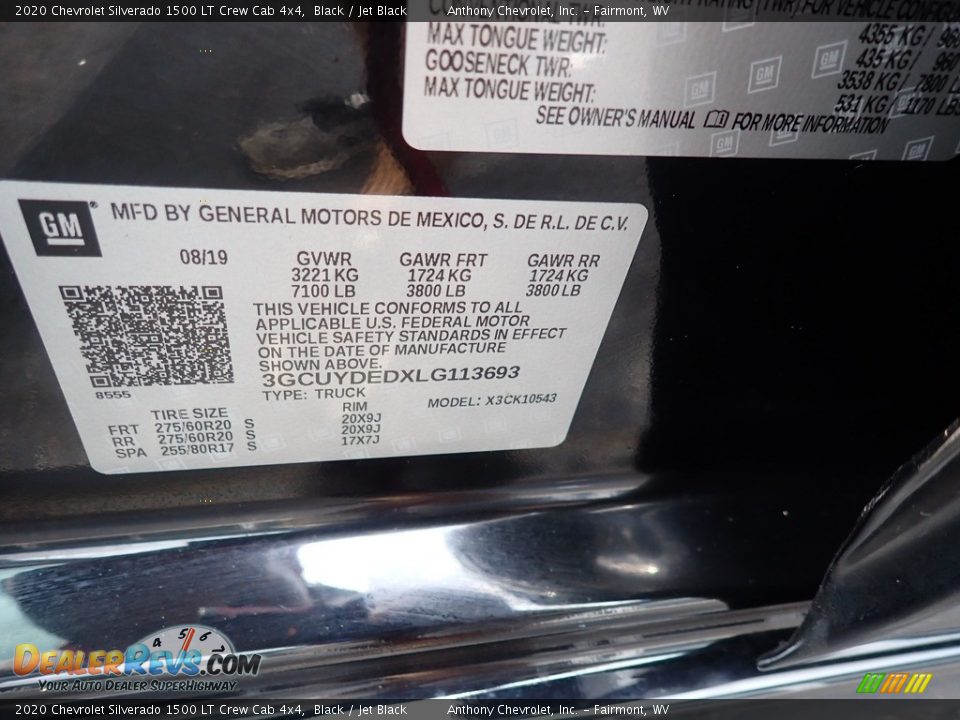 2020 Chevrolet Silverado 1500 LT Crew Cab 4x4, Black / Jet Black Anthony Chevrolet, Inc. - Fairmont, WV
MAX TONGUE WEIGHT: 435 KG /
GOOSENECK TWR: 3538 KG / 7800
MAX TONGUE WEIGHT: 531 KG / 1170 LBS
SEE OWNER'S MANUAL FOR MORE INFORMATION
GM
MFD BY GENERAL MOTORS DE MEXICO, S. DE R.L. DE C.V.
08/19 GVWR GAWR FRT GAWR RR
3221 KG 1724 KG 1724 KG
7100 LB 3800 LB 3800 LB
THIS VEHICLE CONFORMS TO ALL
APPLICABLE U.S. FEDERAL MOTOR
VEHICLE SAFETY STANDARDS IN EFFECT
ON THE DATE OF MANUFACTURE
SHOWN ABOVE.
3GCUYDEDXLG113693
8555
TYPE: TRUCK MODEL: X3CK10543
TIRE SIZE RIM
FRT 275/60R20 S 20X9J
RR 275/60R20 S 20X9J
SPA 255/80R17 S 17X7J
4 5 6
DealerRevs.com
Your Auto Dealer SuperHighway
2020 Chevrolet Silverado 1500 LT Crew Cab 4x4, Black / Jet Black Anthony Chevrolet, Inc. - Fairmont, WV